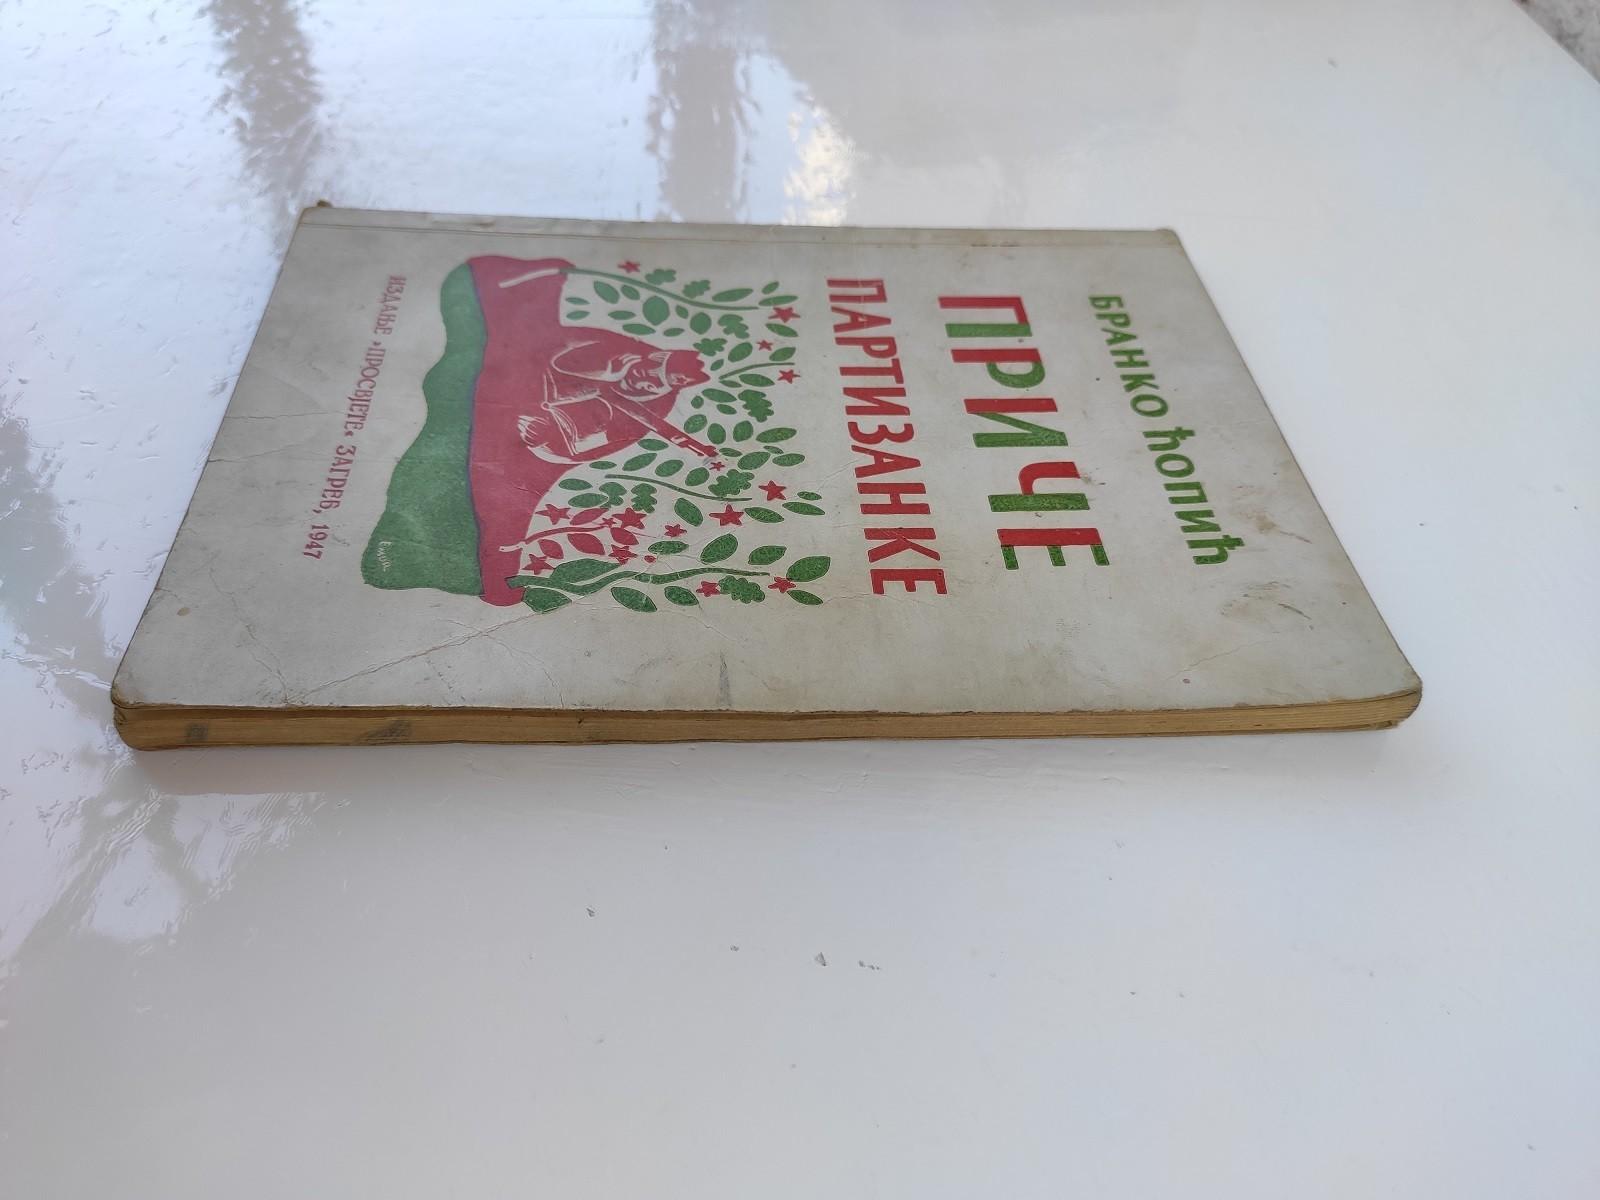 БРАНКО ЋОПИЋ
ПРИЧЕ
ПАРТИЗАНКЕ
ИЗДАЊЕ »ПРОСВЈЕТЕ« ЗАГРЕБ, 1947